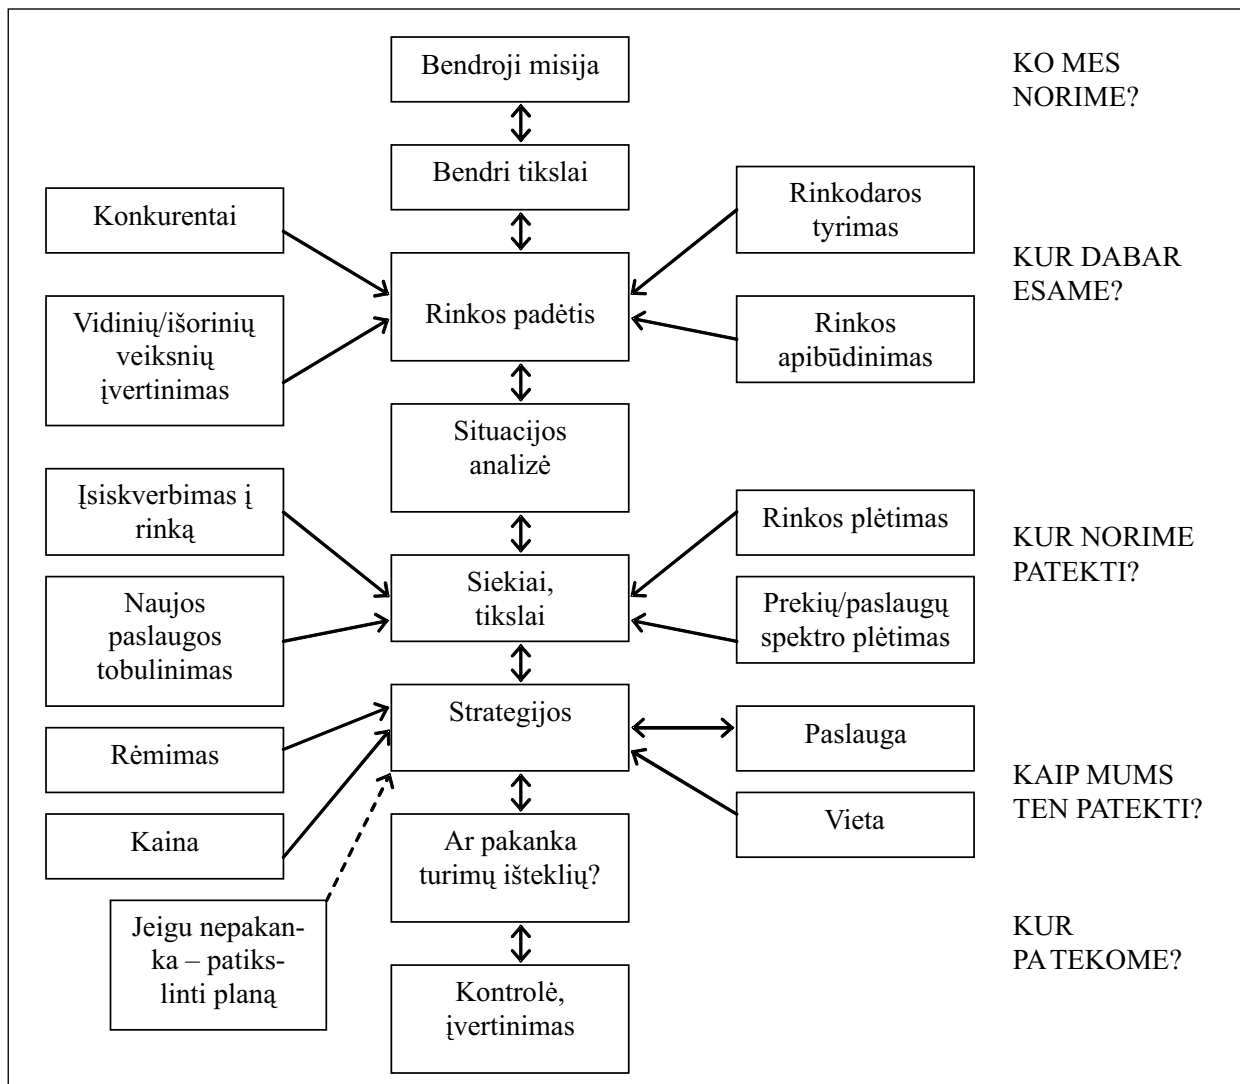 Bendroji misija
KO MES
NORIME?
Bendri tikslai
Konkurentai
Rinkodaros
tyrimas
KUR DABAR
ESAME?
Rinkos padėtis
Vidinių/išorinių
veiksnių
įvertinimas
Rinkos
apibūdinimas
Situacijos
analizė
Įsiskverbimas į
rinką
Rinkos plėtimas
KUR NORIME
PATEKTI?
Siekiai,
tikslai
Naujos
paslaugos
tobulinimas
Prekių/paslaugų
spektro plėtimas
Strategijos
Rėmimas
Paslauga
KAIP MUMS
TEN PATEKTI?
Kaina
Ar pakanka
turimų išteklių?
Vieta
Jeigu nepakan-
ka – patiks-
linti planą
KUR
PATEKOME?
Kontrolė,
įvertinimas